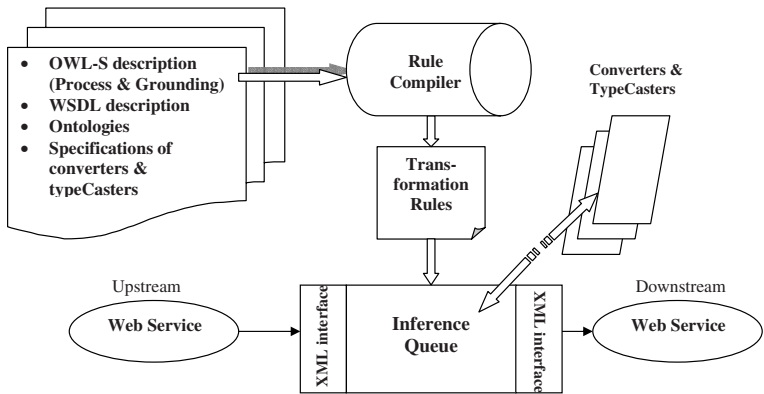 • OWL-S description
(Process & Grounding)
• WSDL description
• Ontologies
• Specifications of
converters &
typeCasters
Rule
Compiler
Converters &
TypeCasters
Trans-
formation
Rules
Upstream
Web Service
XML interface
Inference
Queue
XML interface
Downstream
Web Service